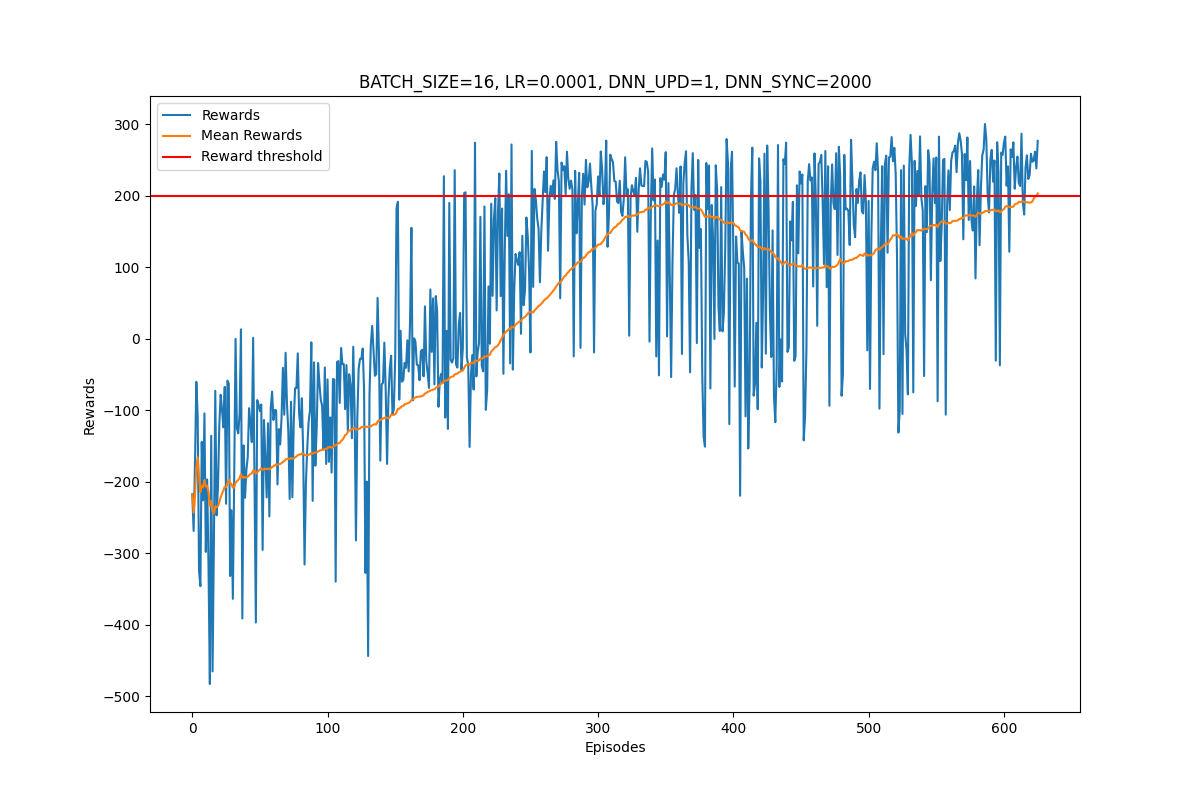 BATCH_SIZE=16, LR=0.0001, DNN_UPD=1, DNN_SYNC=2000
Rewards
Mean Rewards
Reward threshold
300
200
100
0
−100
−200
−300
−400
−500
Rewards
0 100 200 300 400 500 600
Episodes